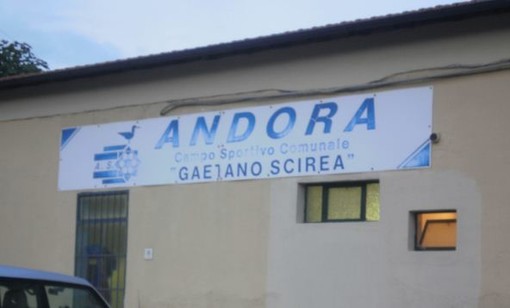 ANDORA
A.S.
Campo Sportivo Comunale
"GAETANO SCIREA"